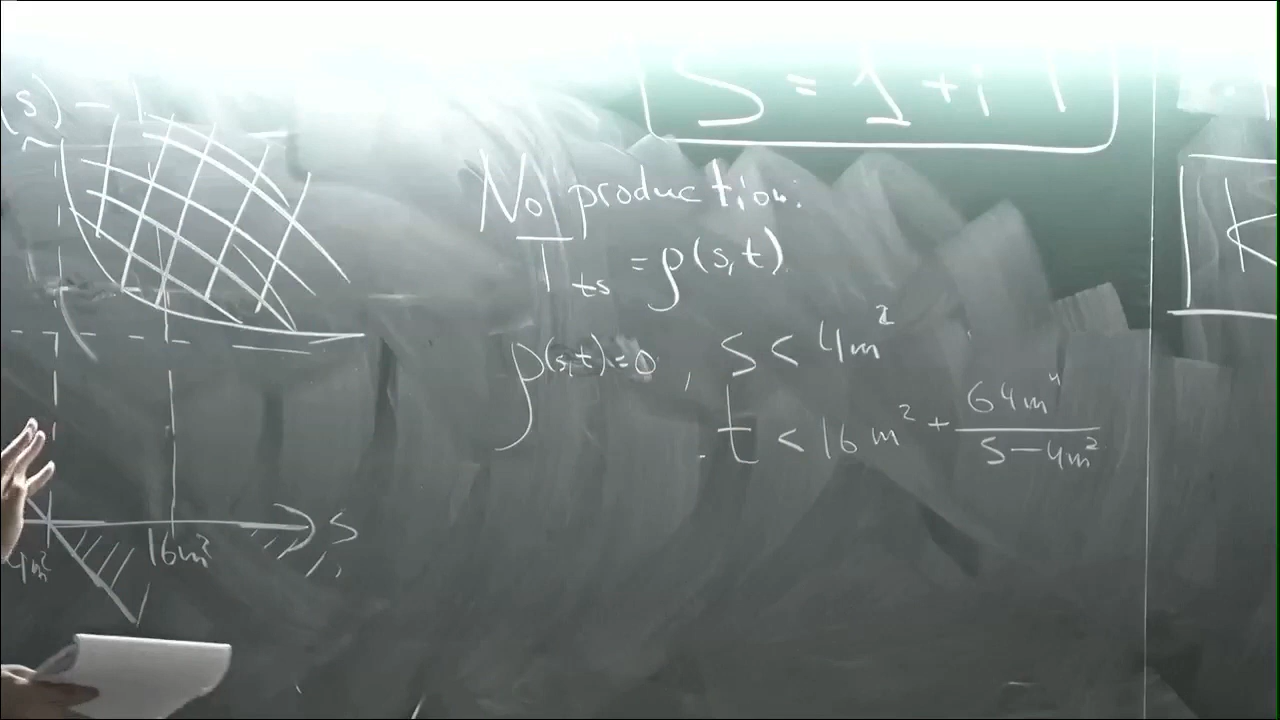 (s) - 1
S = 1 + i T
No production:
T_ts = ρ(s,t)
ρ(s,t) = 0, s < 4m²
t < 16m² + 64m⁴/(s-4m²)
s
4m²
16m²
K